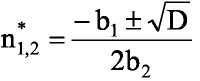 n*₁,₂ = (-b₁ ± √D) / (2b₂)